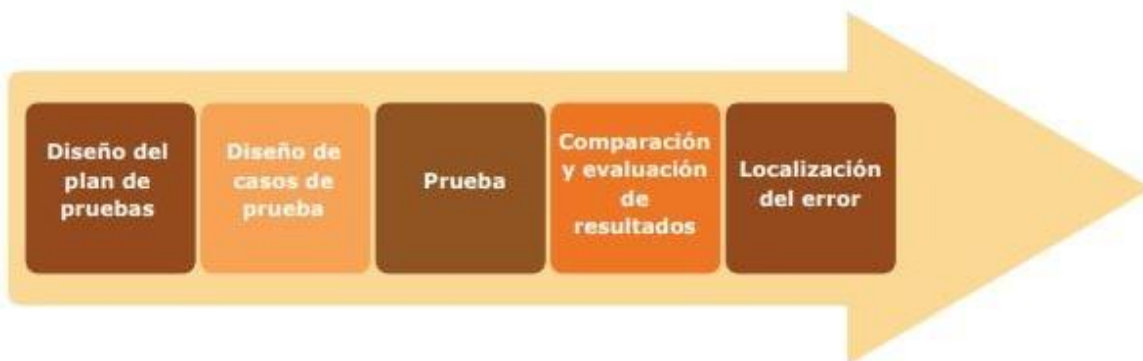 Diseño del
plan de
pruebas
Diseño de
casos de
prueba
Prueba
Comparación
y evaluación
de
resultados
Localización
del error